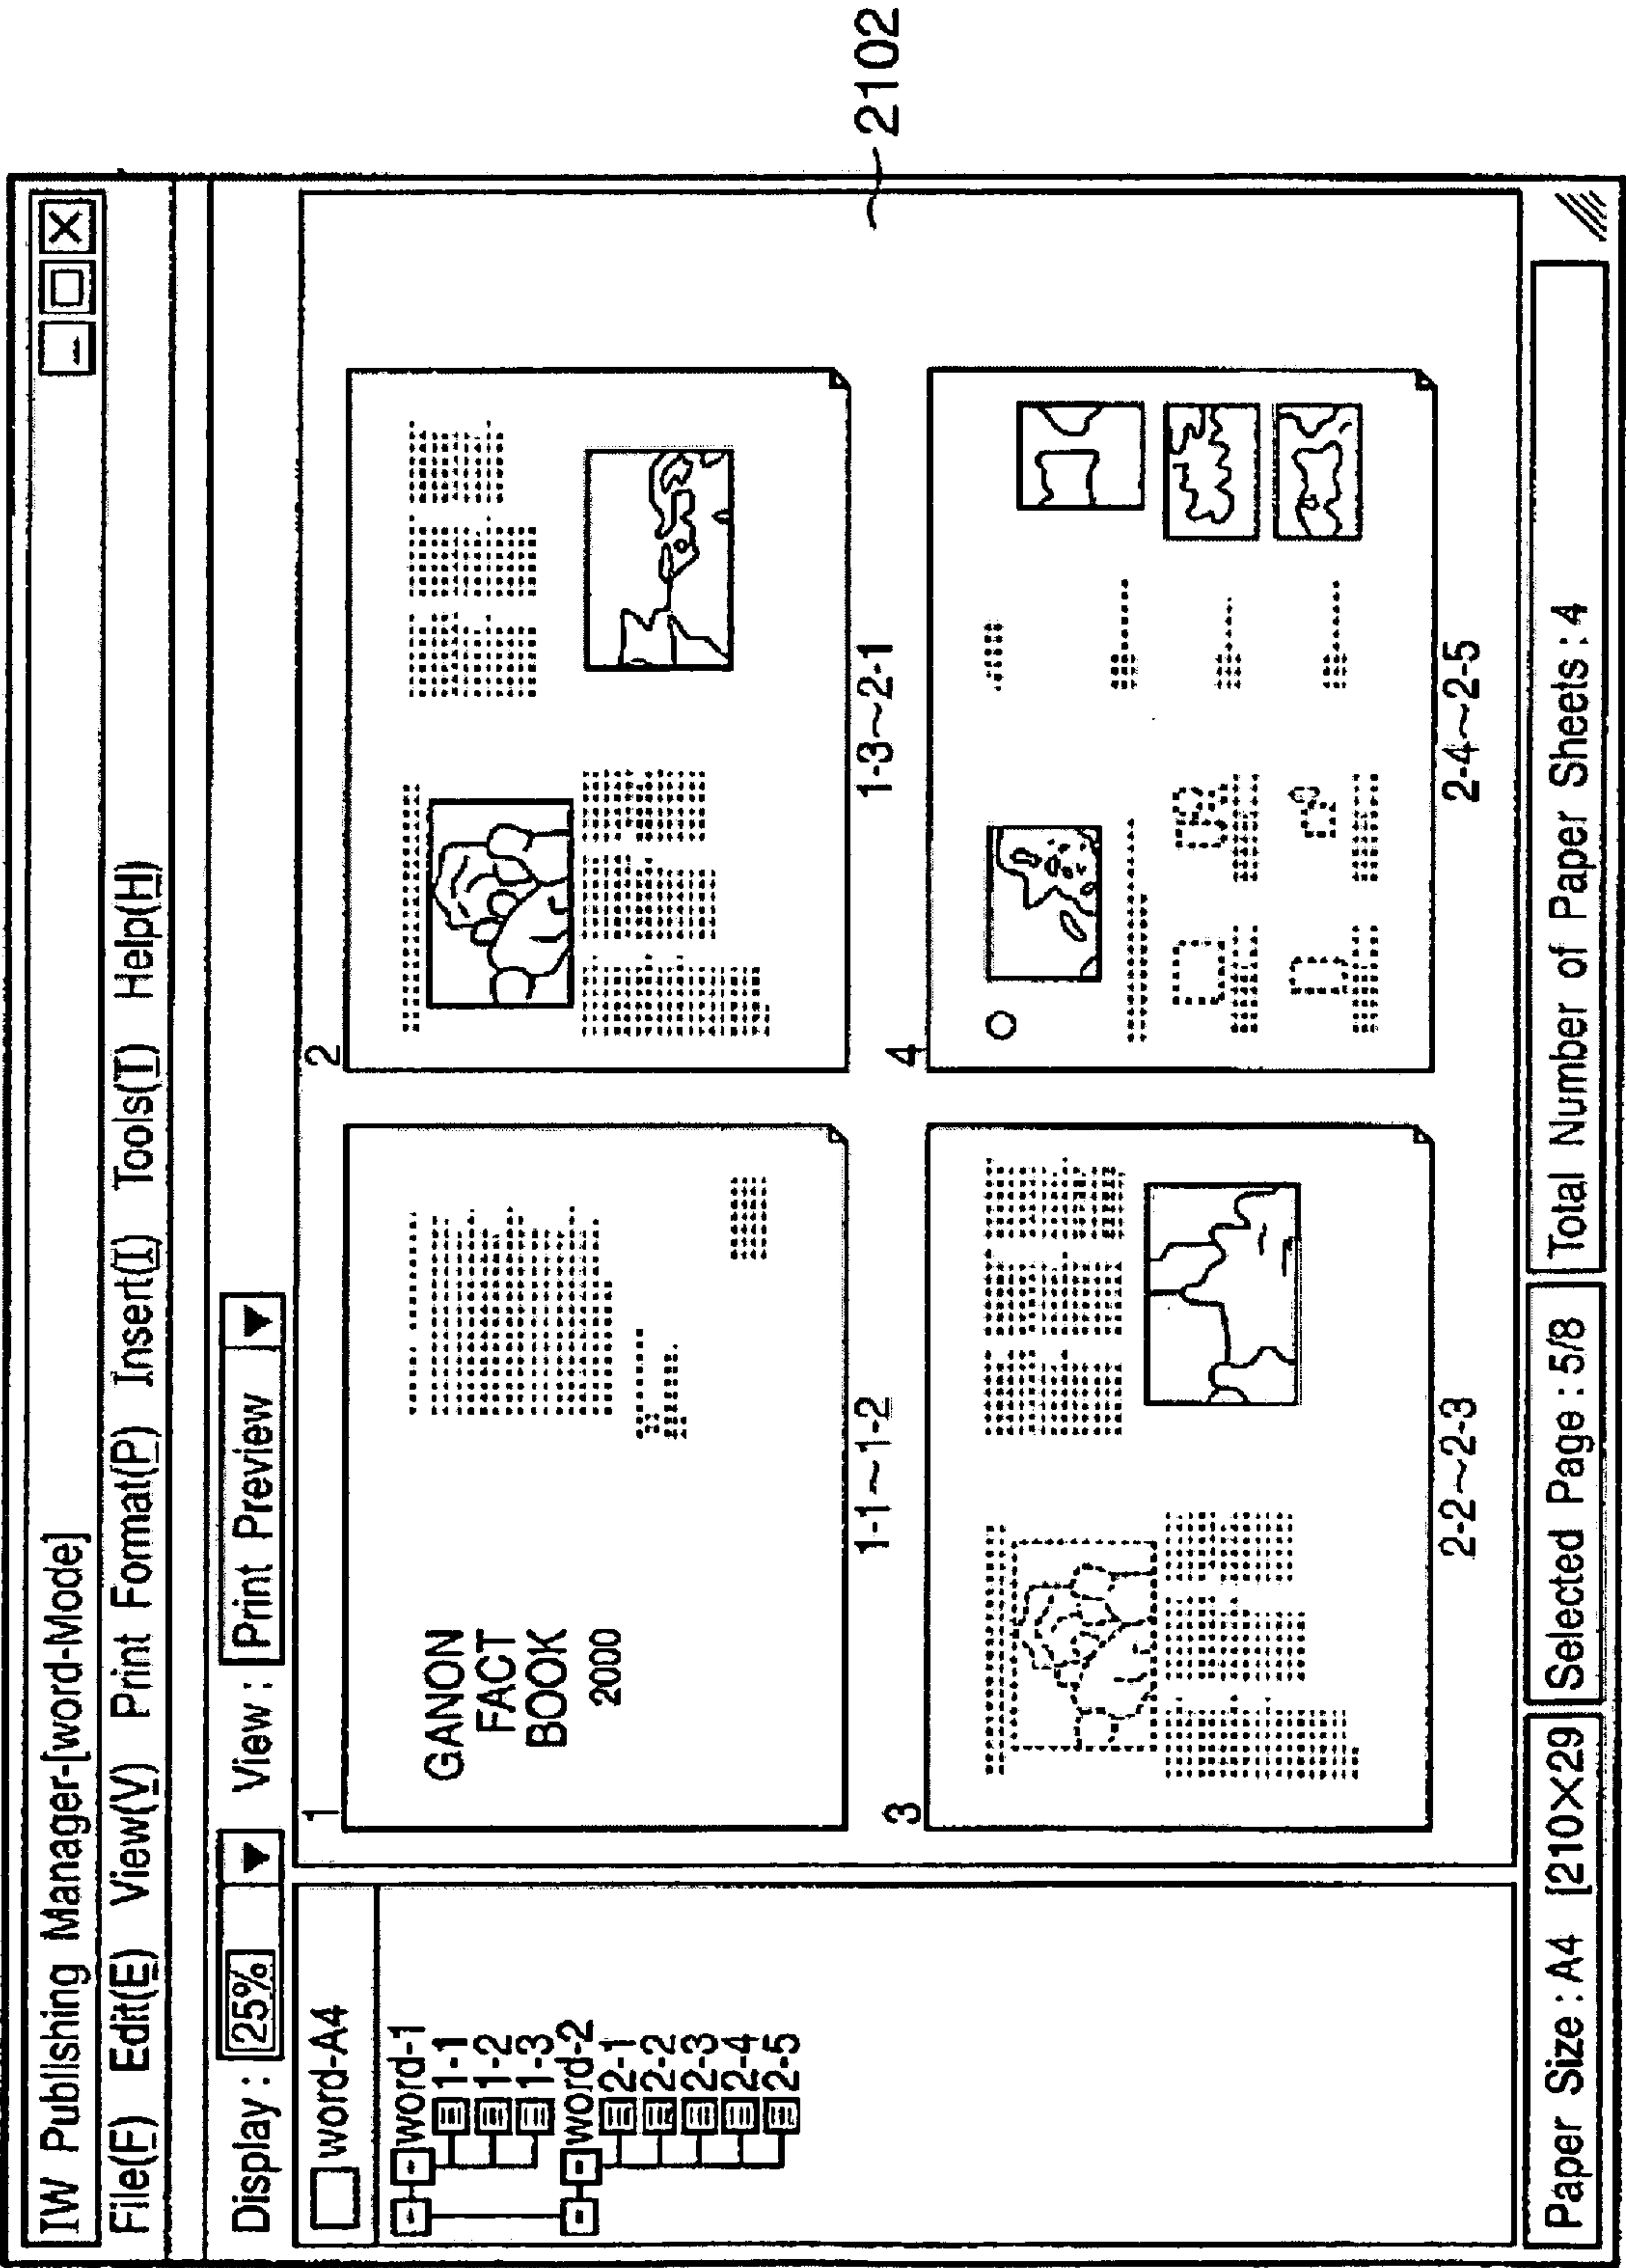 IW Publishing Manager-[word-Mode]
File(F) Edit(E) View(V) Print Format(P) Insert(I) Tools(T) Help(H)
Display : 25% View : Print Preview
word-A4
word-1
1-1
1-2
1-3
word-2
2-1
2-2
2-3
2-4
2-5
1
GANON
FACT
BOOK
2000
1-1~1-2
2
1-3~2-1
3
2-2~2-3
4
2-4~2-5
Paper Size : A4 [210×29
Selected Page : 5/8
Total Number of Paper Sheets : 4
2102